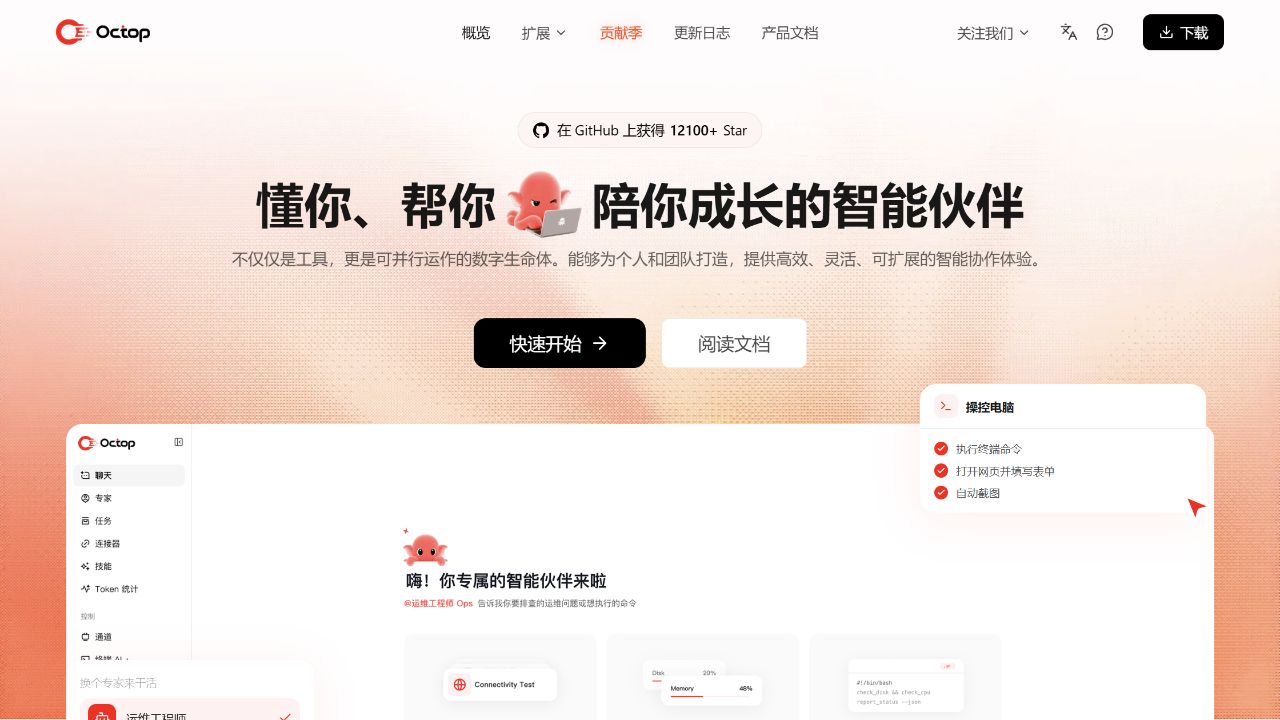 Octop
概览
扩展
贡献季
更新日志
产品文档
关注我们
下载
在 GitHub 上获得 12100+ Star
懂你、帮你 陪你成长的智能伙伴
不仅仅是工具，更是可并行运作的数字生命体。能够为个人和团队打造，提供高效、灵活、可扩展的智能协作体验。
快速开始
阅读文档
操控电脑
执行终端命令
打开网页并填写表单
自动截图
Octop
聊天
专家
任务
连接器
技能
Token 统计
控制
通道
换个专家来干活
运维工程师
嗨！你专属的智能伙伴来啦
@运维工程师 Ops 告诉我你要排查的运维问题或想执行的命令
Connectivity Test
Disk 20%
Memory 48%
#!/bin/bash
check_disk && check_cpu
report_status --json